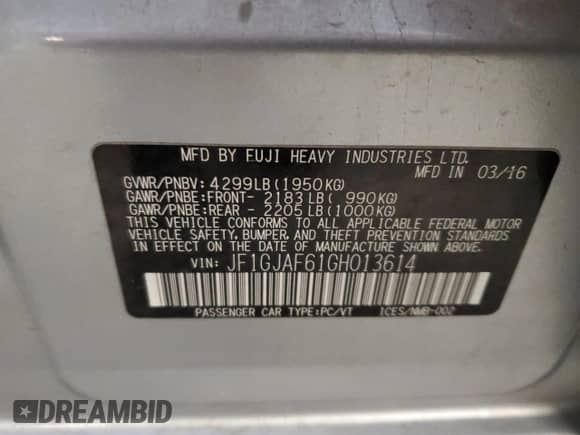 MFD BY FUJI HEAVY INDUSTRIES LTD.
MFD IN 03/16
GVWR/PNBV: 4299LB(1950KG)
GAWR/PNBE:FRONT- 2183LB( 990KG)
GAWR/PNBE:REAR - 2205LB(1000KG)
THIS VEHICLE CONFORMS TO ALL APPLICABLE FEDERAL MOTOR
VEHICLE SAFETY, BUMPER, AND THEFT PREVENTION STANDARDS
IN EFFECT ON THE DATE OF MANUFACTURE SHOWN ABOVE.
VIN: JF1GJAF61GH013614
PASSENGER CAR TYPE:PC/VT ICES/NMB-002
DREAMBID